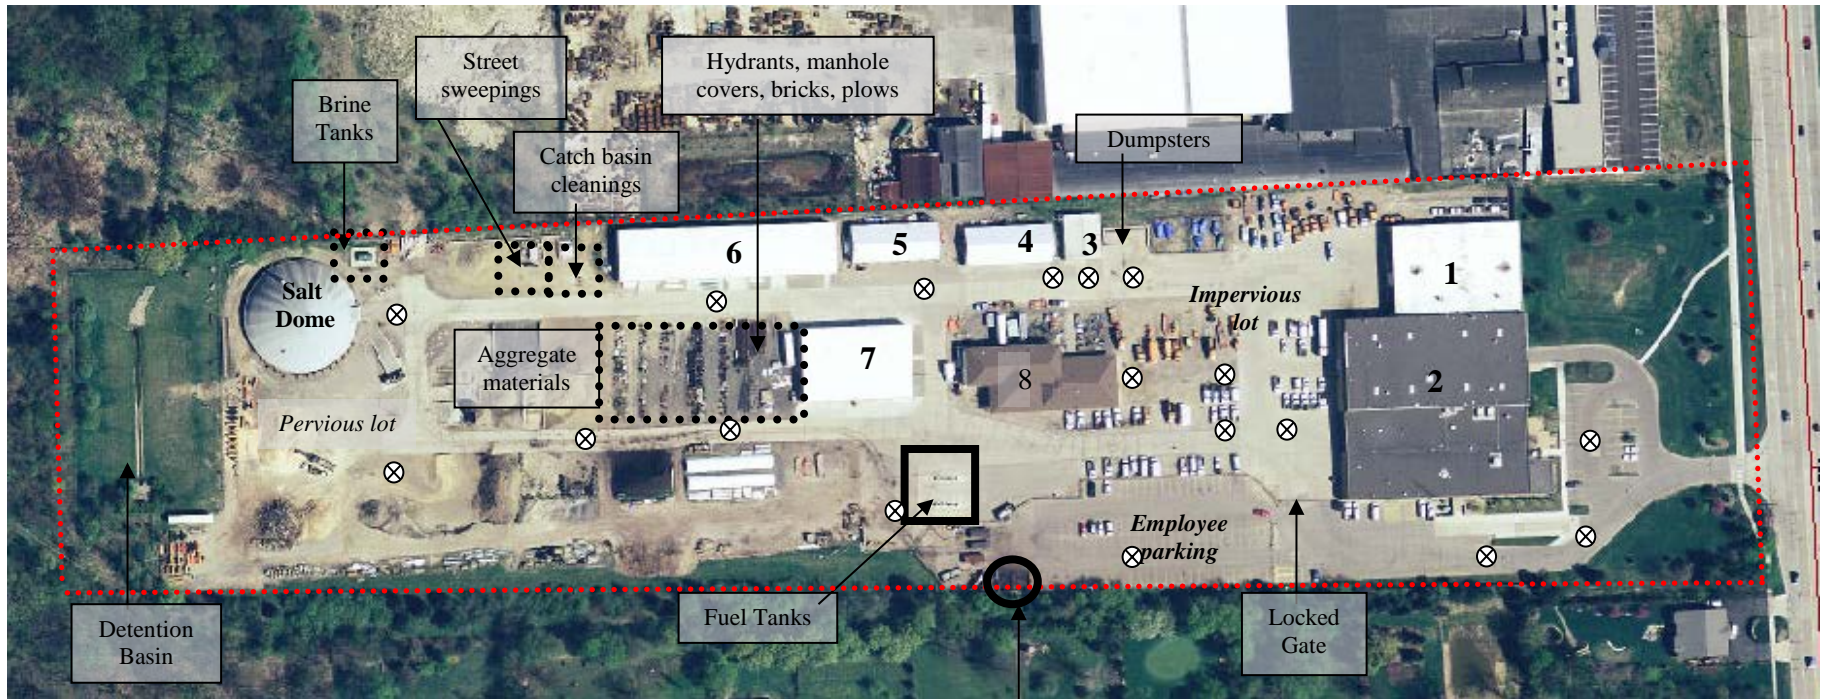 Street
sweepings
Hydrants, manhole
covers, bricks, plows
Brine
Tanks
Catch basin
cleanings
Dumpsters
6
5
4
3
1
Salt
Dome
Impervious
lot
Aggregate
materials
7
8
2
Pervious lot
Employee
parking
Detention
Basin
Fuel Tanks
Locked
Gate